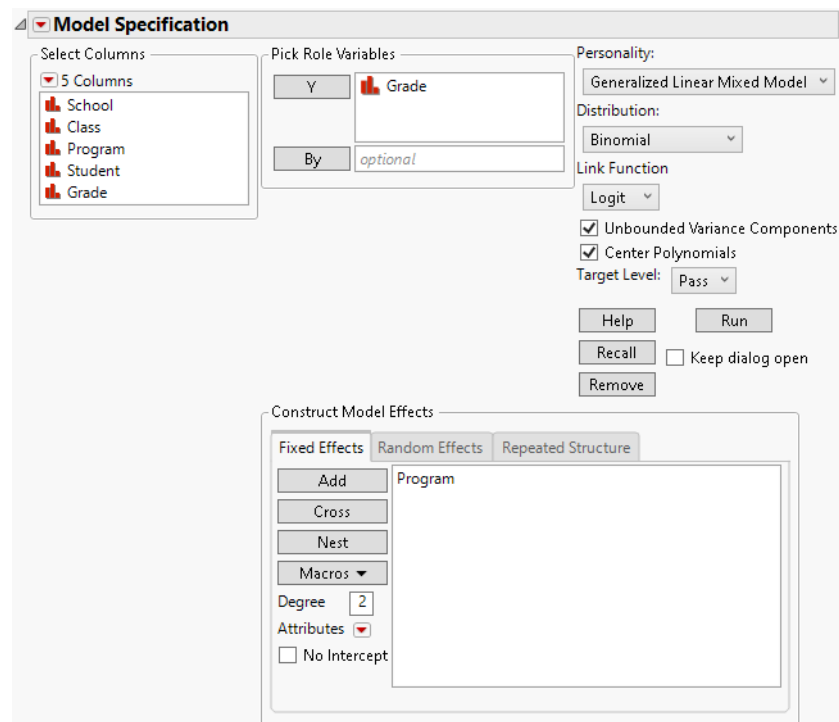 Model Specification
Select Columns
5 Columns
School
Class
Program
Student
Grade
Pick Role Variables
Y
Grade
By
optional
Personality:
Generalized Linear Mixed Model
Distribution:
Binomial
Link Function
Logit
Unbounded Variance Components
Center Polynomials
Target Level: Pass
Help Run
Recall Keep dialog open
Remove
Construct Model Effects
Fixed Effects Random Effects Repeated Structure
Add
Program
Cross
Nest
Macros
Degree 2
Attributes
No Intercept